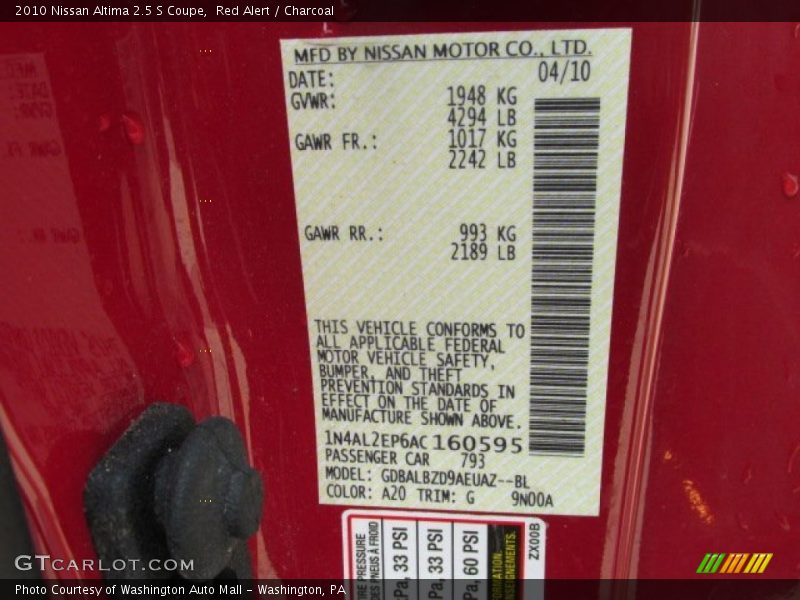 2010 Nissan Altima 2.5 S Coupe, Red Alert / Charcoal
MFD BY NISSAN MOTOR CO., LTD.
DATE: 04/10
GVWR: 1948 KG
4294 LB
GAWR FR.: 1017 KG
2242 LB
GAWR RR.: 993 KG
2189 LB
THIS VEHICLE CONFORMS TO
ALL APPLICABLE FEDERAL
MOTOR VEHICLE SAFETY,
BUMPER, AND THEFT
PREVENTION STANDARDS IN
EFFECT ON THE DATE OF
MANUFACTURE SHOWN ABOVE.
1N4AL2EP6AC160595
PASSENGER CAR 793
MODEL: GDBALBZD9AEUAZ--BL
COLOR: A20 TRIM: G 9N00A
PRESSURE
PNEUS À FROID
33 PSI
33 PSI
60 PSI
ZX00B
GTCARLOT.COM
Photo Courtesy of Washington Auto Mall - Washington, PA